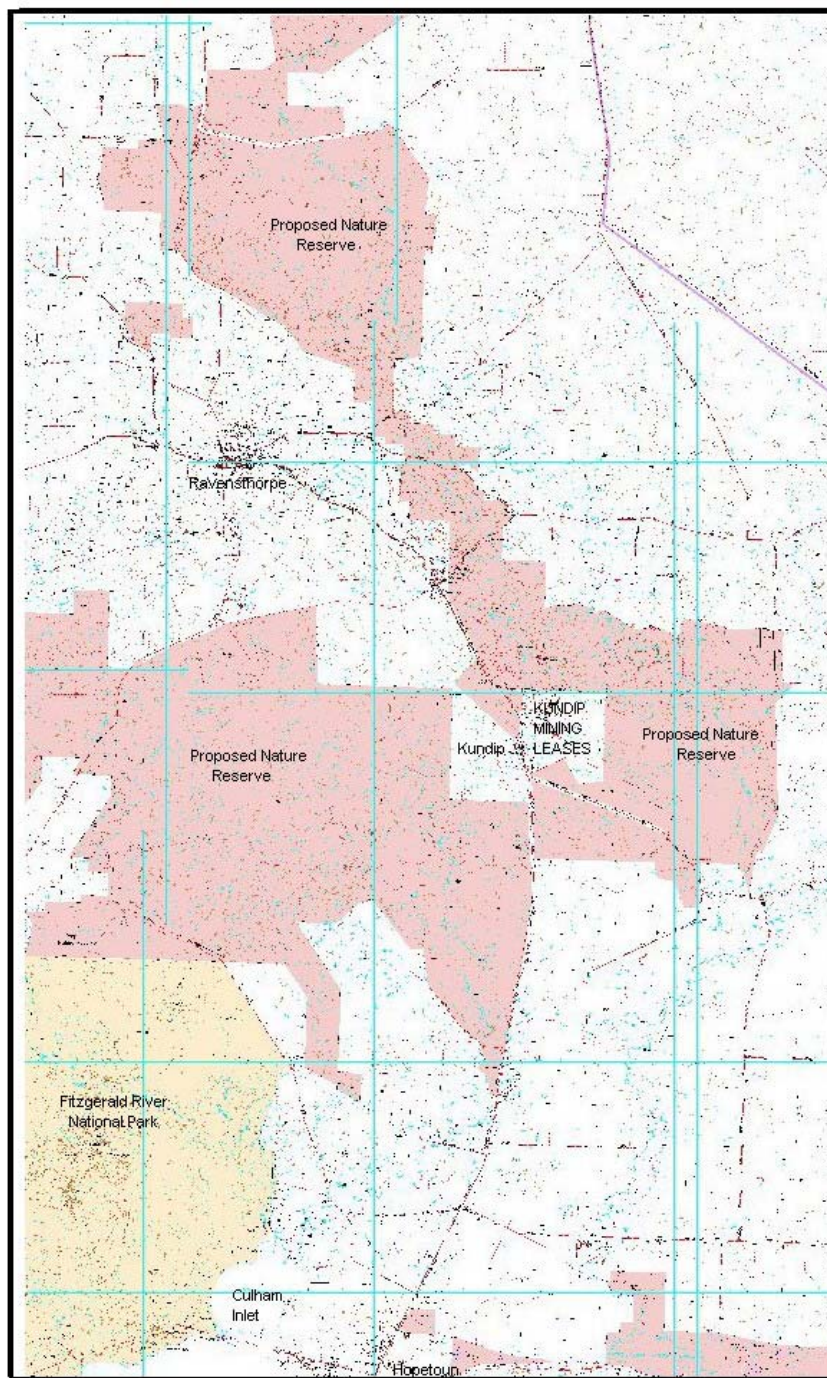 Proposed Nature
Reserve
Ravensthorpe
KUNDIP
MINING
LEASES
Kundip
Proposed Nature
Reserve
Proposed Nature
Reserve
Fitzgerald River
National Park
Culham
Inlet
Hopetoun